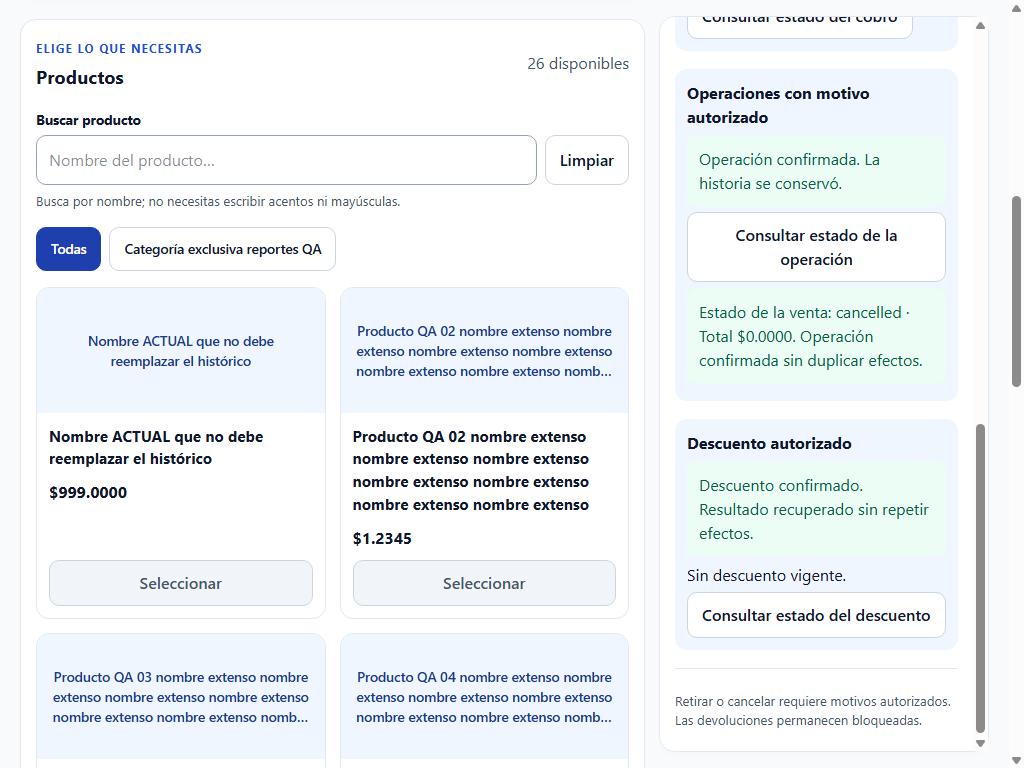 ELIGE LO QUE NECESITAS
Productos
26 disponibles
Buscar producto
Nombre del producto...
Limpiar
Busca por nombre; no necesitas escribir acentos ni mayúsculas.
Todas
Categoría exclusiva reportes QA
Nombre ACTUAL que no debe
reemplazar el histórico
Nombre ACTUAL que no debe
reemplazar el histórico
$999.0000
Seleccionar
Producto QA 02 nombre extenso nombre
extenso nombre extenso nombre extenso
nombre extenso nombre extenso nomb...
Producto QA 02 nombre extenso
nombre extenso nombre extenso
nombre extenso nombre extenso
nombre extenso nombre extenso
$1.2345
Seleccionar
Producto QA 03 nombre extenso nombre
extenso nombre extenso nombre extenso
nombre extenso nombre extenso nomb...
Producto QA 04 nombre extenso nombre
extenso nombre extenso nombre extenso
nombre extenso nombre extenso nomb...
Consultar estado del cobro
Operaciones con motivo
autorizado
Operación confirmada. La
historia se conservó.
Consultar estado de la
operación
Estado de la venta: cancelled ·
Total $0.0000. Operación
confirmada sin duplicar efectos.
Descuento autorizado
Descuento confirmado.
Resultado recuperado sin repetir
efectos.
Sin descuento vigente.
Consultar estado del descuento
Retirar o cancelar requiere motivos autorizados.
Las devoluciones permanecen bloqueadas.